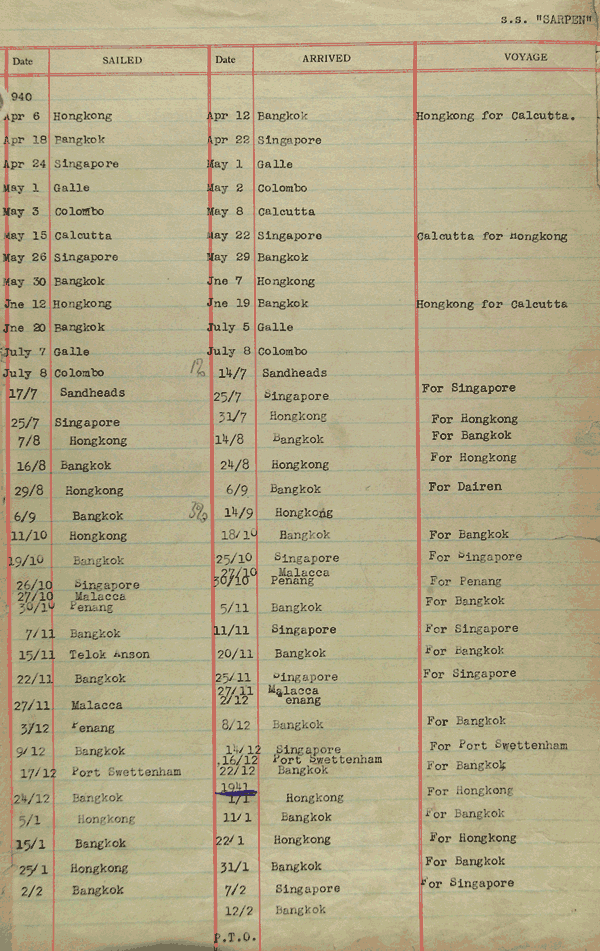 s.s. "SARPEN"
Date SAILED Date ARRIVED VOYAGE
940
Apr 6 Hongkong Apr 12 Bangkok Hongkong for Calcutta.
Apr 18 Bangkok Apr 22 Singapore
Apr 24 Singapore May 1 Galle
May 1 Galle May 2 Colombo
May 3 Colombo May 8 Calcutta
May 15 Calcutta May 22 Singapore Calcutta for Hongkong
May 26 Singapore May 29 Bangkok
May 30 Bangkok Jne 7 Hongkong
Jne 12 Hongkong Jne 19 Bangkok Hongkong for Calcutta
Jne 20 Bangkok July 5 Galle
July 7 Galle July 8 Colombo
July 8 Colombo 14/7 Sandheads
17/7 Sandheads 25/7 Singapore For Singapore
25/7 Singapore 31/7 Hongkong For Hongkong
7/8 Hongkong 14/8 Bangkok For Bangkok
16/8 Bangkok 24/8 Hongkong For Hongkong
29/8 Hongkong 6/9 Bangkok For Dairen
6/9 Bangkok 14/9 Hongkong
11/10 Hongkong 18/10 Bangkok For Bangkok
19/10 Bangkok 25/10 Singapore For Singapore
27/10 Malacca
26/10 Singapore 30/10 Penang For Penang
27/10 Malacca
30/10 Penang 5/11 Bangkok For Bangkok
7/11 Bangkok 11/11 Singapore For Singapore
15/11 Telok Anson 20/11 Bangkok For Bangkok
22/11 Bangkok 25/11 Singapore For Singapore
27/11 Malacca
27/11 Malacca 2/12 enang
3/12 Penang 8/12 Bangkok For Bangkok
9/12 Bangkok 14/12 Singapore For Port Swettenham
.16/12 Port Swettenham
17/12 Port Swettenham 22/12 Bangkok For Bangkok
1941
24/12 Bangkok 1/1 Hongkong For Hongkong
5/1 Hongkong 11/1 Bangkok For Bangkok
15/1 Bangkok 22/1 Hongkong For Hongkong
25/1 Hongkong 31/1 Bangkok For Bangkok
2/2 Bangkok 7/2 Singapore For Singapore
12/2 Bangkok
P.T.O.